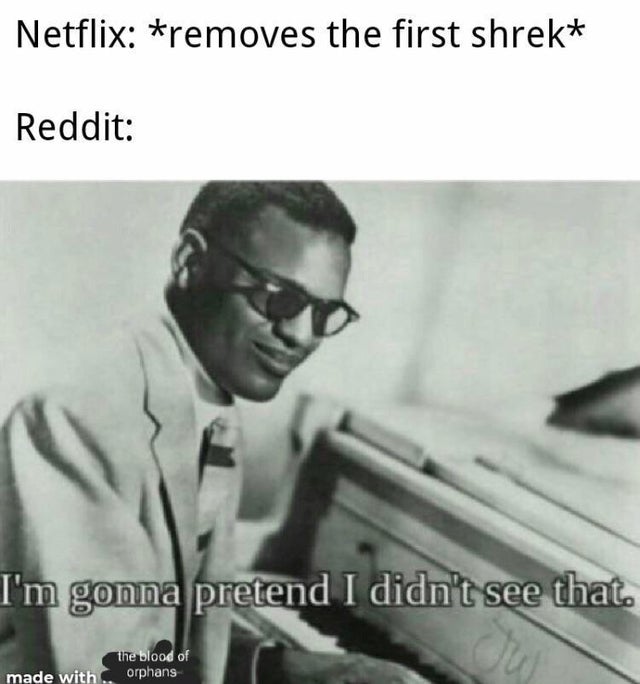 Netflix: *removes the first shrek*
Reddit:
I'm gonna pretend I didn't see that.
the blood of
made with orphans